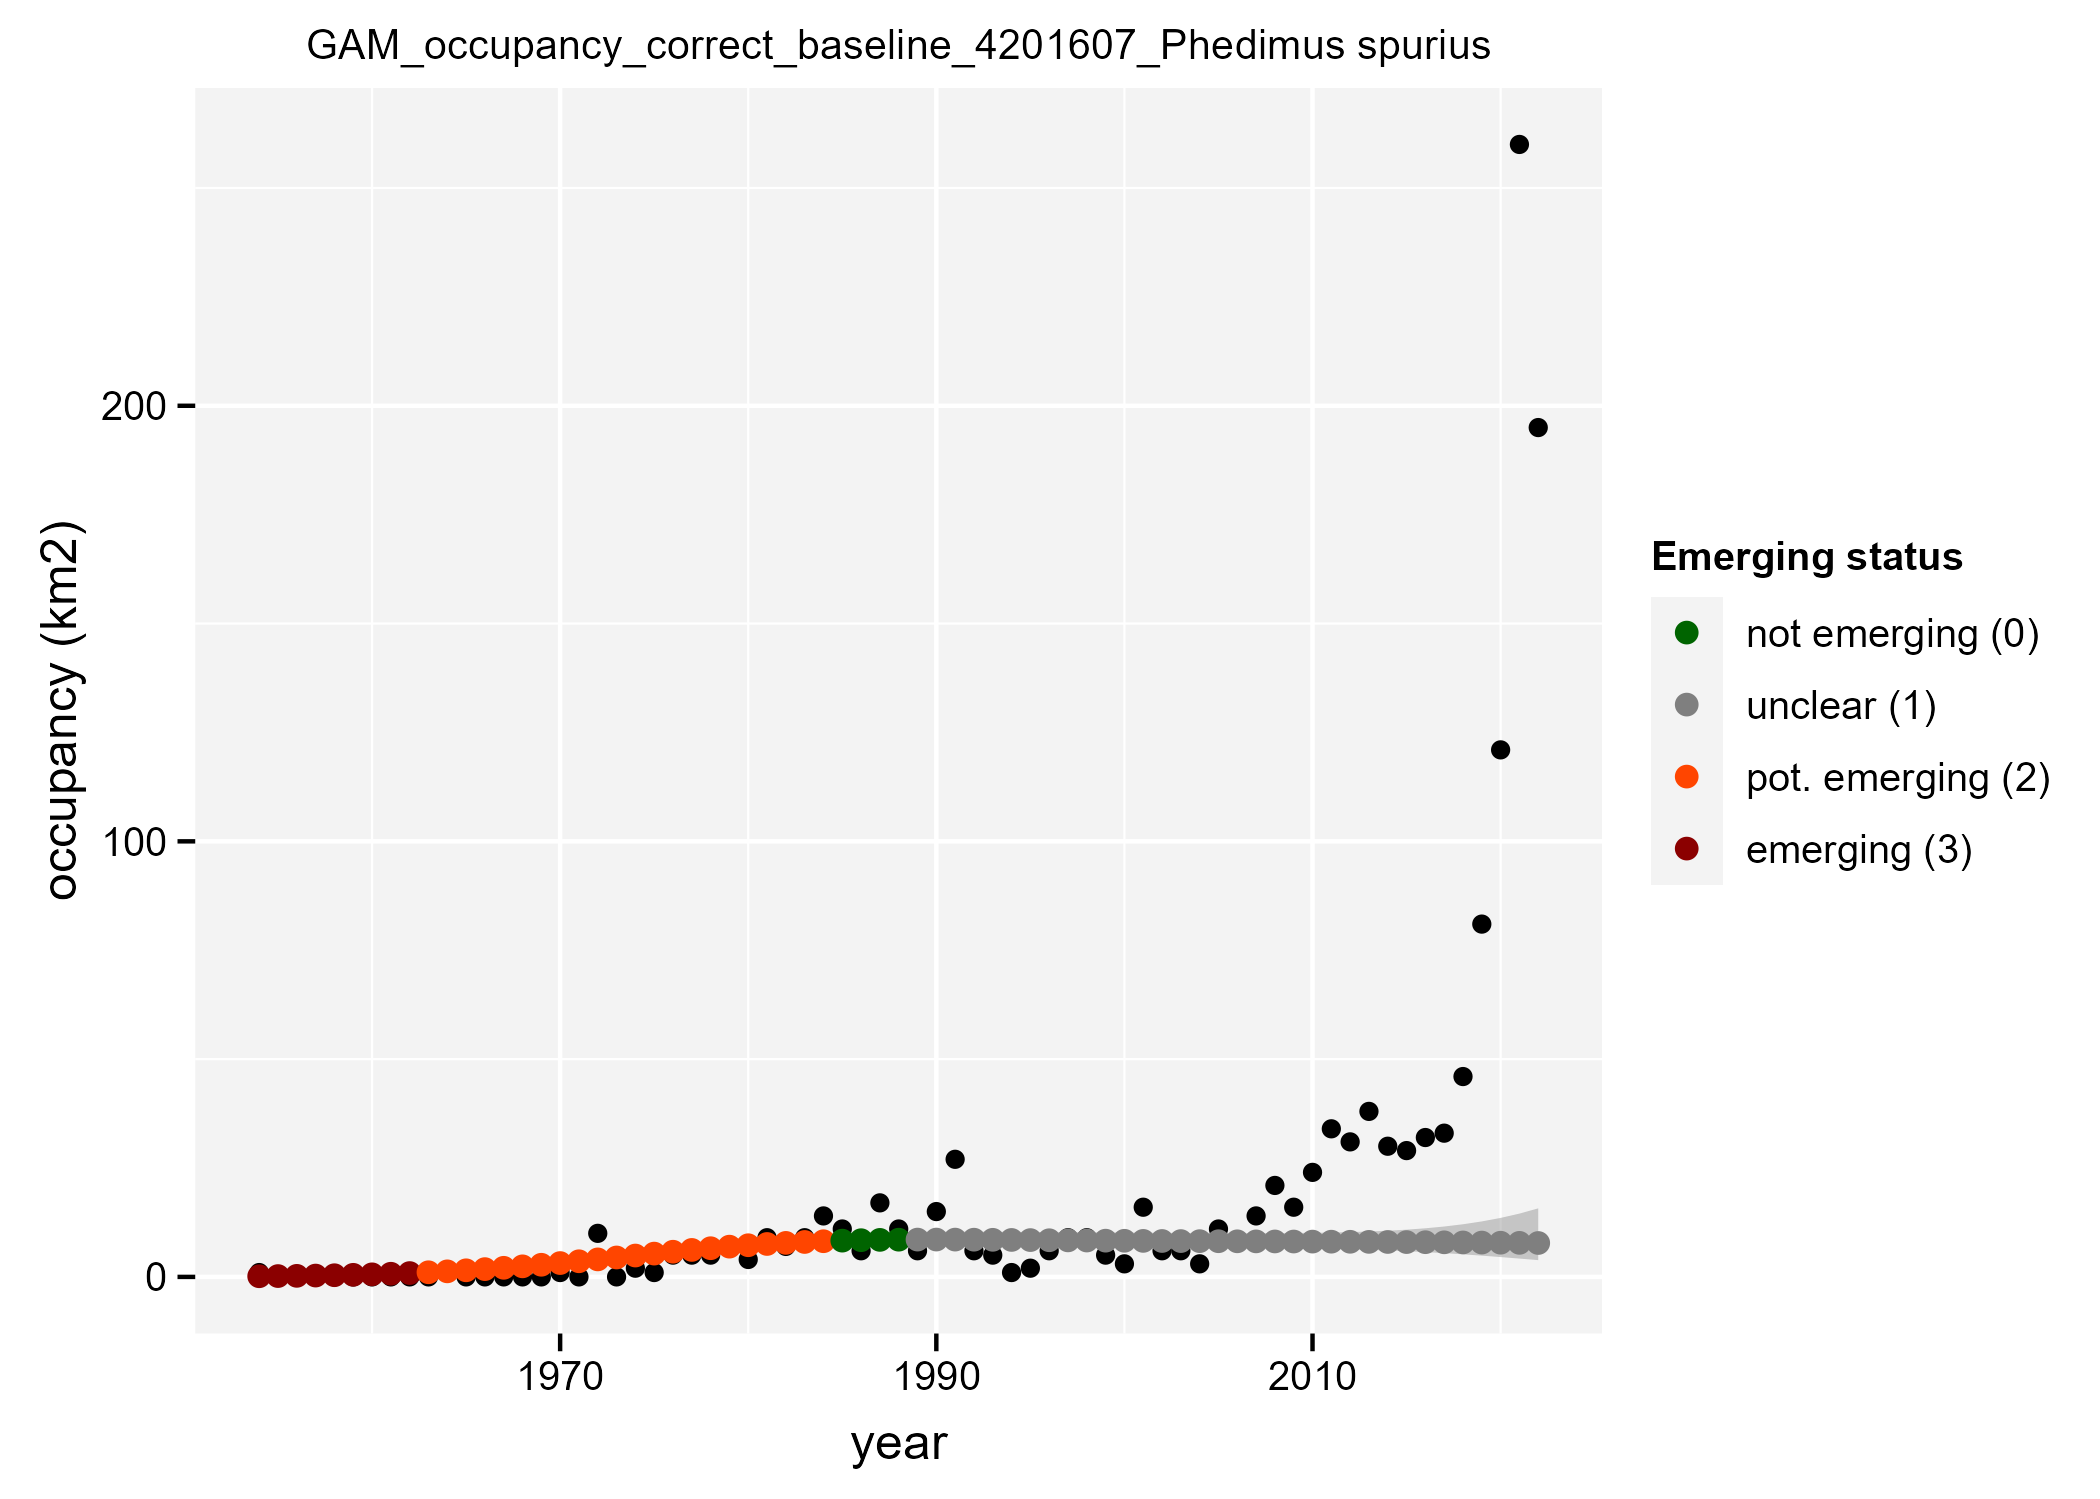 GAM_occupancy_correct_baseline_4201607_Phedimus spurius
occupancy (km2)
200
100
0
1970 1990 2010
year
Emerging status
not emerging (0)
unclear (1)
pot. emerging (2)
emerging (3)